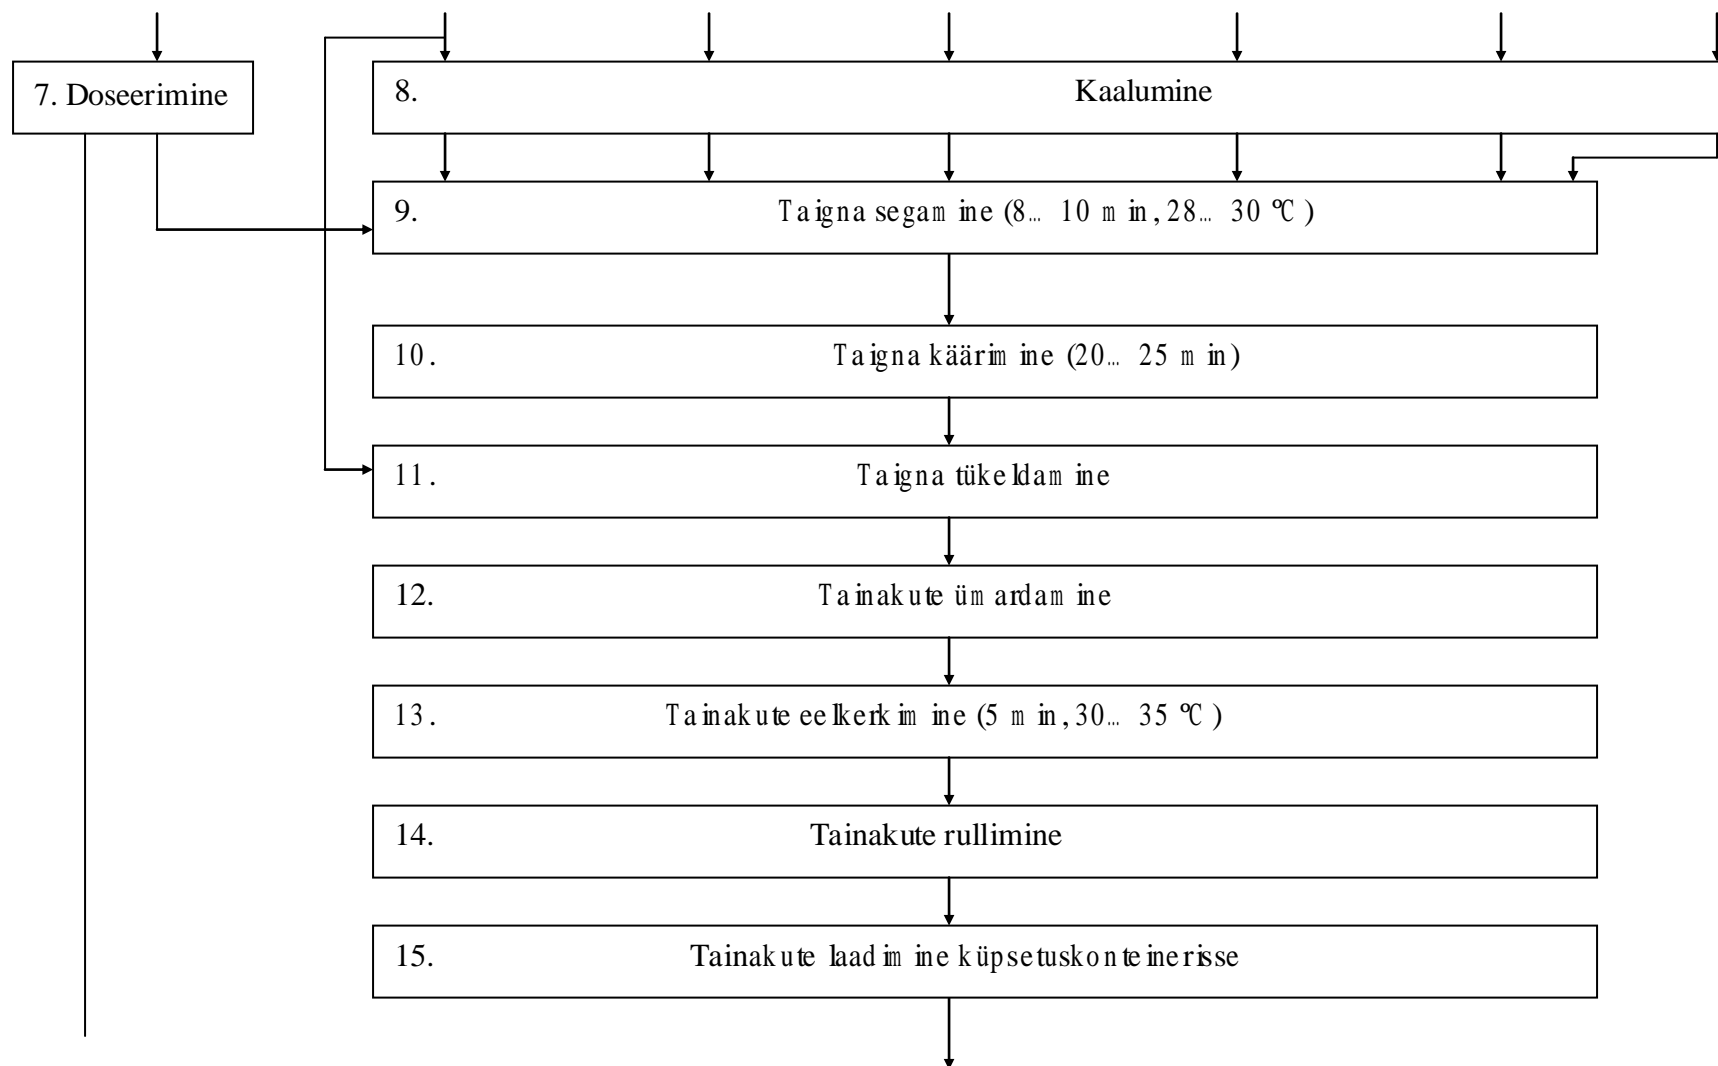 7. Doseerimine
8. Kaalumine
9. Taigna segamine (8… 10 min, 28… 30 ºC )
10. Taigna käärimine (20… 25 min)
11. Taigna tükeldamine
12. Tainakute ümardamine
13. Tainakute eelkerkimine (5 min, 30… 35 ºC )
14. Tainakute rullimine
15. Tainakute laadimine küpsetuskonteinerisse